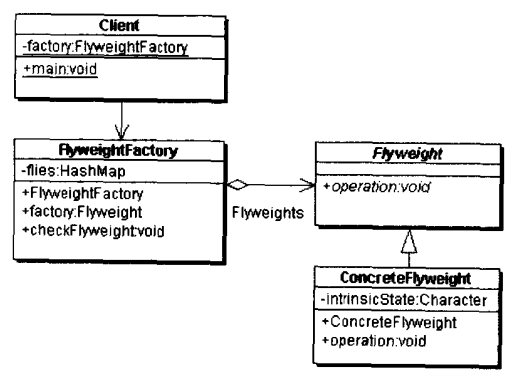 Client
-factory:FlyweightFactory
+main:void
FlyweightFactory
-flies:HashMap
+FlyweightFactory
+factory:Flyweight
+checkFlyweight:void
Flyweights
Flyweight
+operation:void
ConcreteFlyweight
-intrinsicState:Character
+ConcreteFlyweight
+operation:void